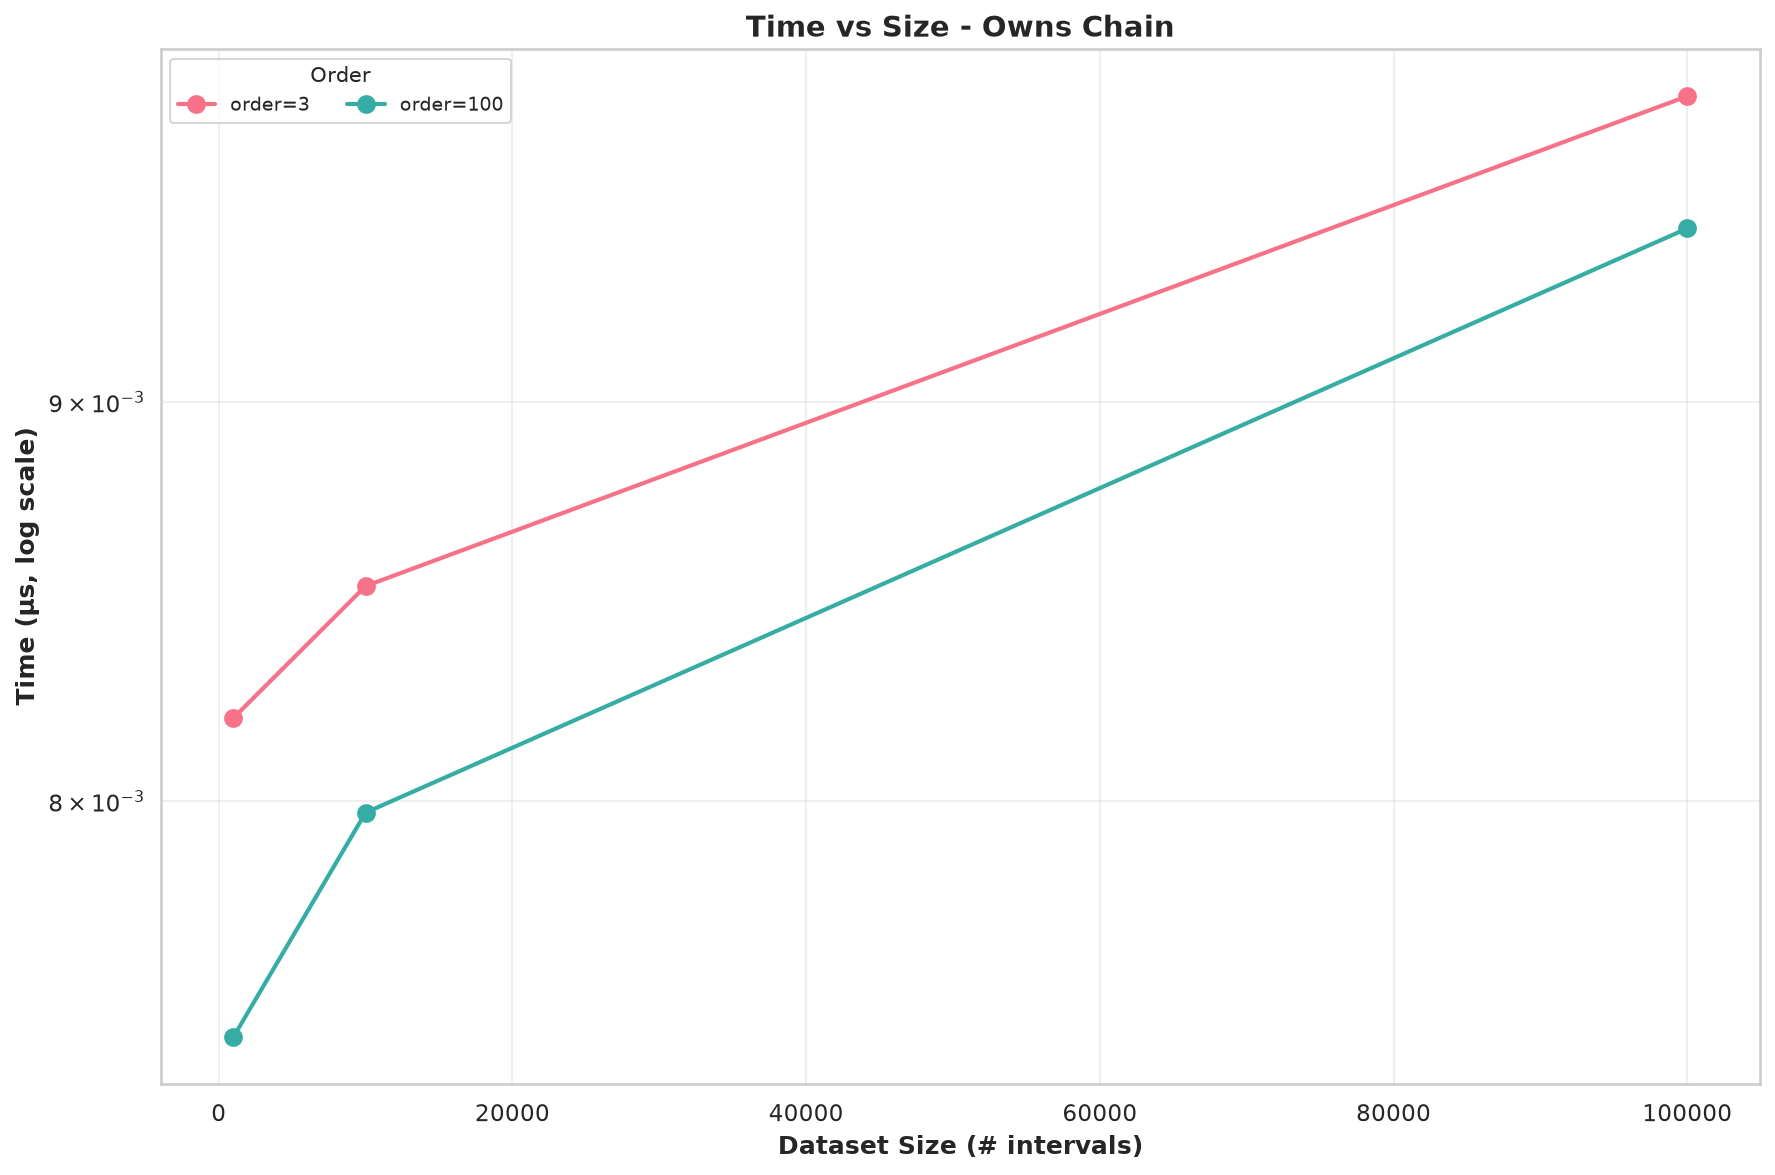 Time vs Size - Owns Chain
Order
order=3 order=100
Time (µs, log scale)
9 × 10⁻³
8 × 10⁻³
0 20000 40000 60000 80000 100000
Dataset Size (# intervals)